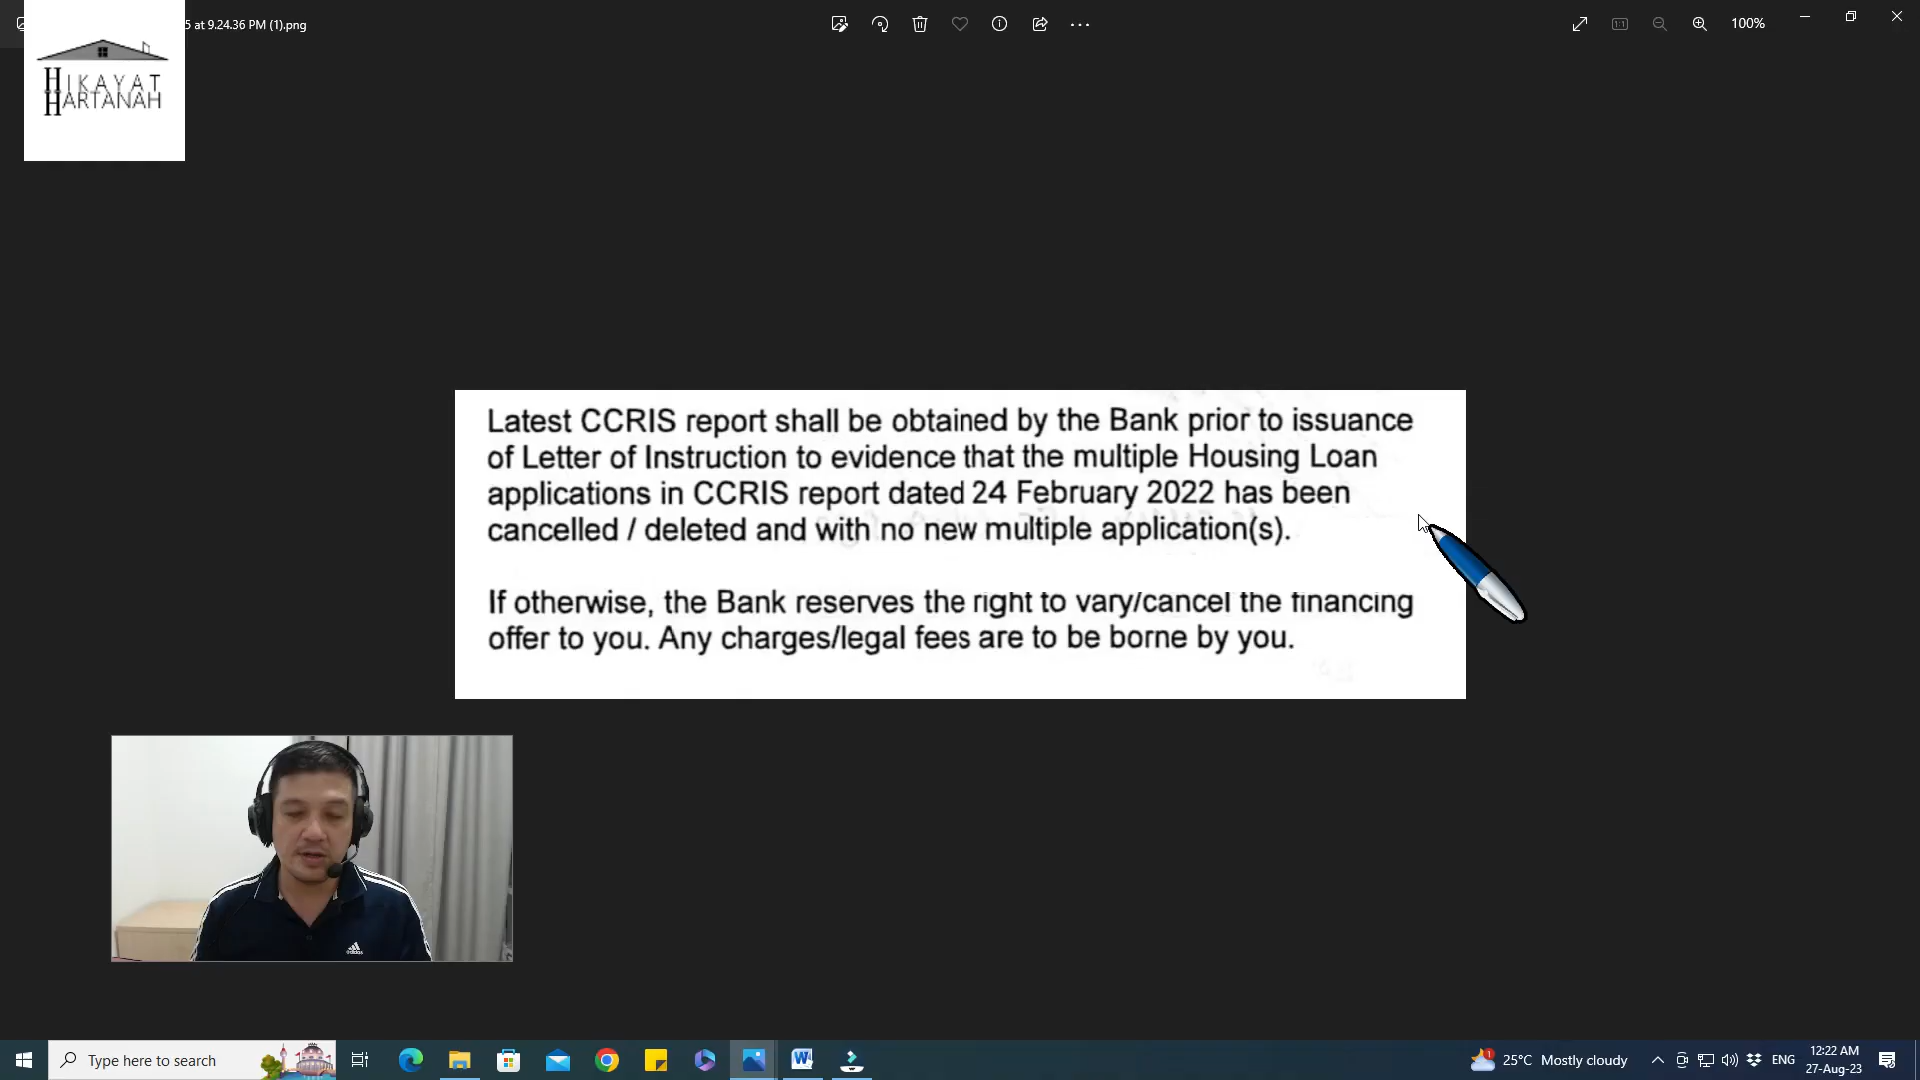 5 at 9.24.36 PM (1).png
100%
HIKAYAT
HARTANAH
Latest CCRIS report shall be obtained by the Bank prior to issuance
of Letter of Instruction to evidence that the multiple Housing Loan
applications in CCRIS report dated 24 February 2022 has been
cancelled / deleted and with no new multiple application(s).
If otherwise, the Bank reserves the right to vary/cancel the financing
offer to you. Any charges/legal fees are to be borne by you.
adidas
Type here to search
1
25°C Mostly cloudy
ENG
12:22 AM
27-Aug-23